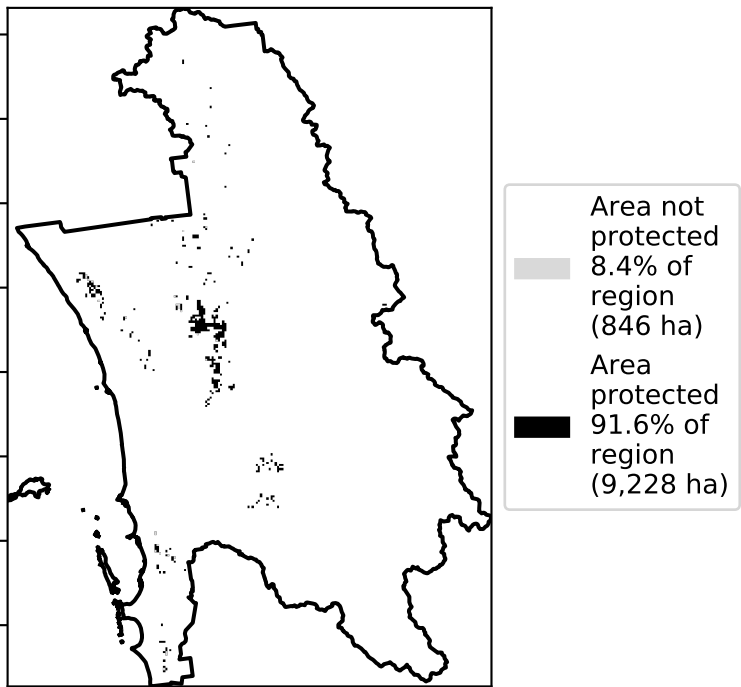 Area not
protected
8.4% of
region
(846 ha)
Area
protected
91.6% of
region
(9,228 ha)